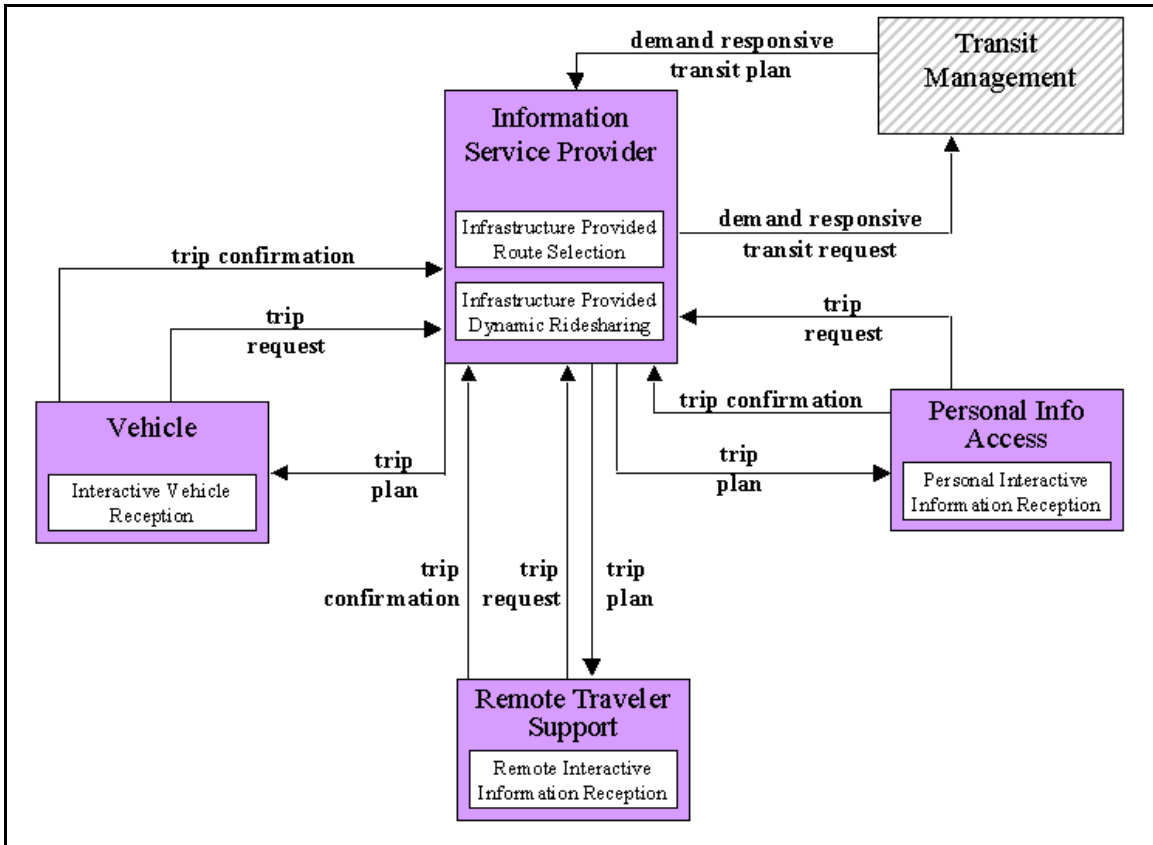 demand responsive
transit plan
Transit
Management
Information
Service Provider
Infrastructure Provided
Route Selection
Infrastructure Provided
Dynamic Ridesharing
demand responsive
transit request
trip confirmation
trip
request
trip
request
trip confirmation
Vehicle
Interactive Vehicle
Reception
trip
plan
trip
plan
Personal Info
Access
Personal Interactive
Information Reception
trip
confirmation
trip
request
trip
plan
Remote Traveler
Support
Remote Interactive
Information Reception